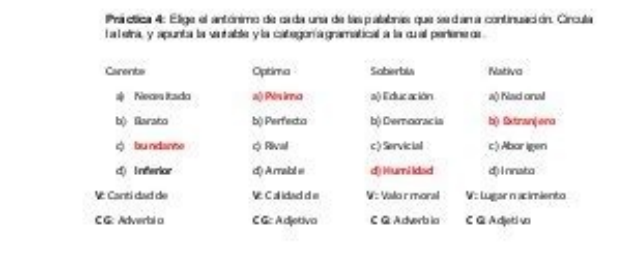 Práctica 4: Elige el antónimo de cada una de las palabras que se dan a continuación. Circula
la letra, y apunta la variable y la categoría gramatical a la cual pertenece.
Carente Optimo Soberbia Nativo
a) Necesitado a) Pésimo a) Educación a) Nacional
b) Barato b) Perfecto b) Democracia b) Extranjero
c) bundante c) Rival c) Servicial c) Aborigen
d) Inferior d) Amable d) Humildad d) Innato
V: Cantidad de V: Calidad de V: Valor moral V: Lugar nacimiento
CG: Adverbio CG: Adjetivo CG: Adverbio CG: Adjetivo